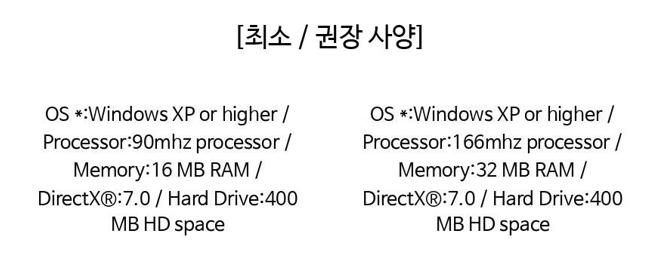 [최소 / 권장 사양]
OS *:Windows XP or higher /
Processor:90mhz processor /
Memory:16 MB RAM /
DirectX®:7.0 / Hard Drive:400
MB HD space
OS *:Windows XP or higher /
Processor:166mhz processor /
Memory:32 MB RAM /
DirectX®:7.0 / Hard Drive:400
MB HD space